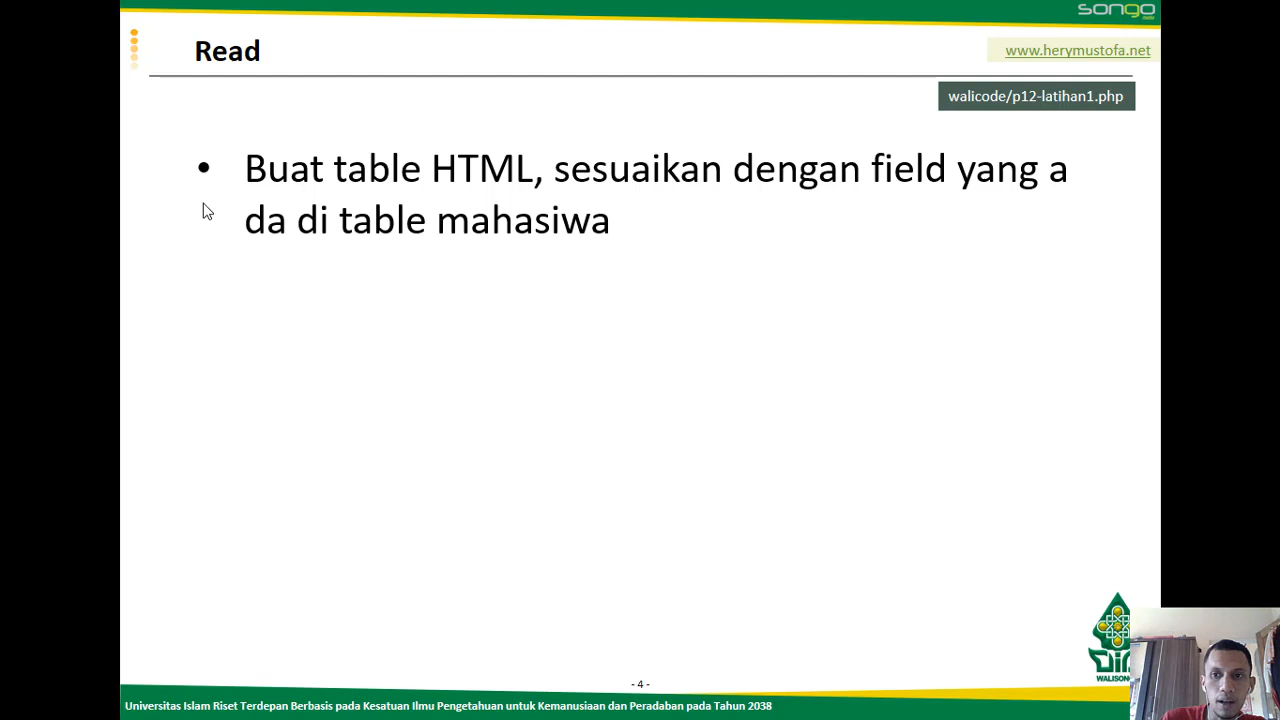 songo
Read
www.herymustofa.net
walicode/p12-latihan1.php
• Buat table HTML, sesuaikan dengan field yang a
da di table mahasiwa
WALISONG
- 4 -
Universitas Islam Riset Terdepan Berbasis pada Kesatuan Ilmu Pengetahuan untuk Kemanusiaan dan Peradaban pada Tahun 2038